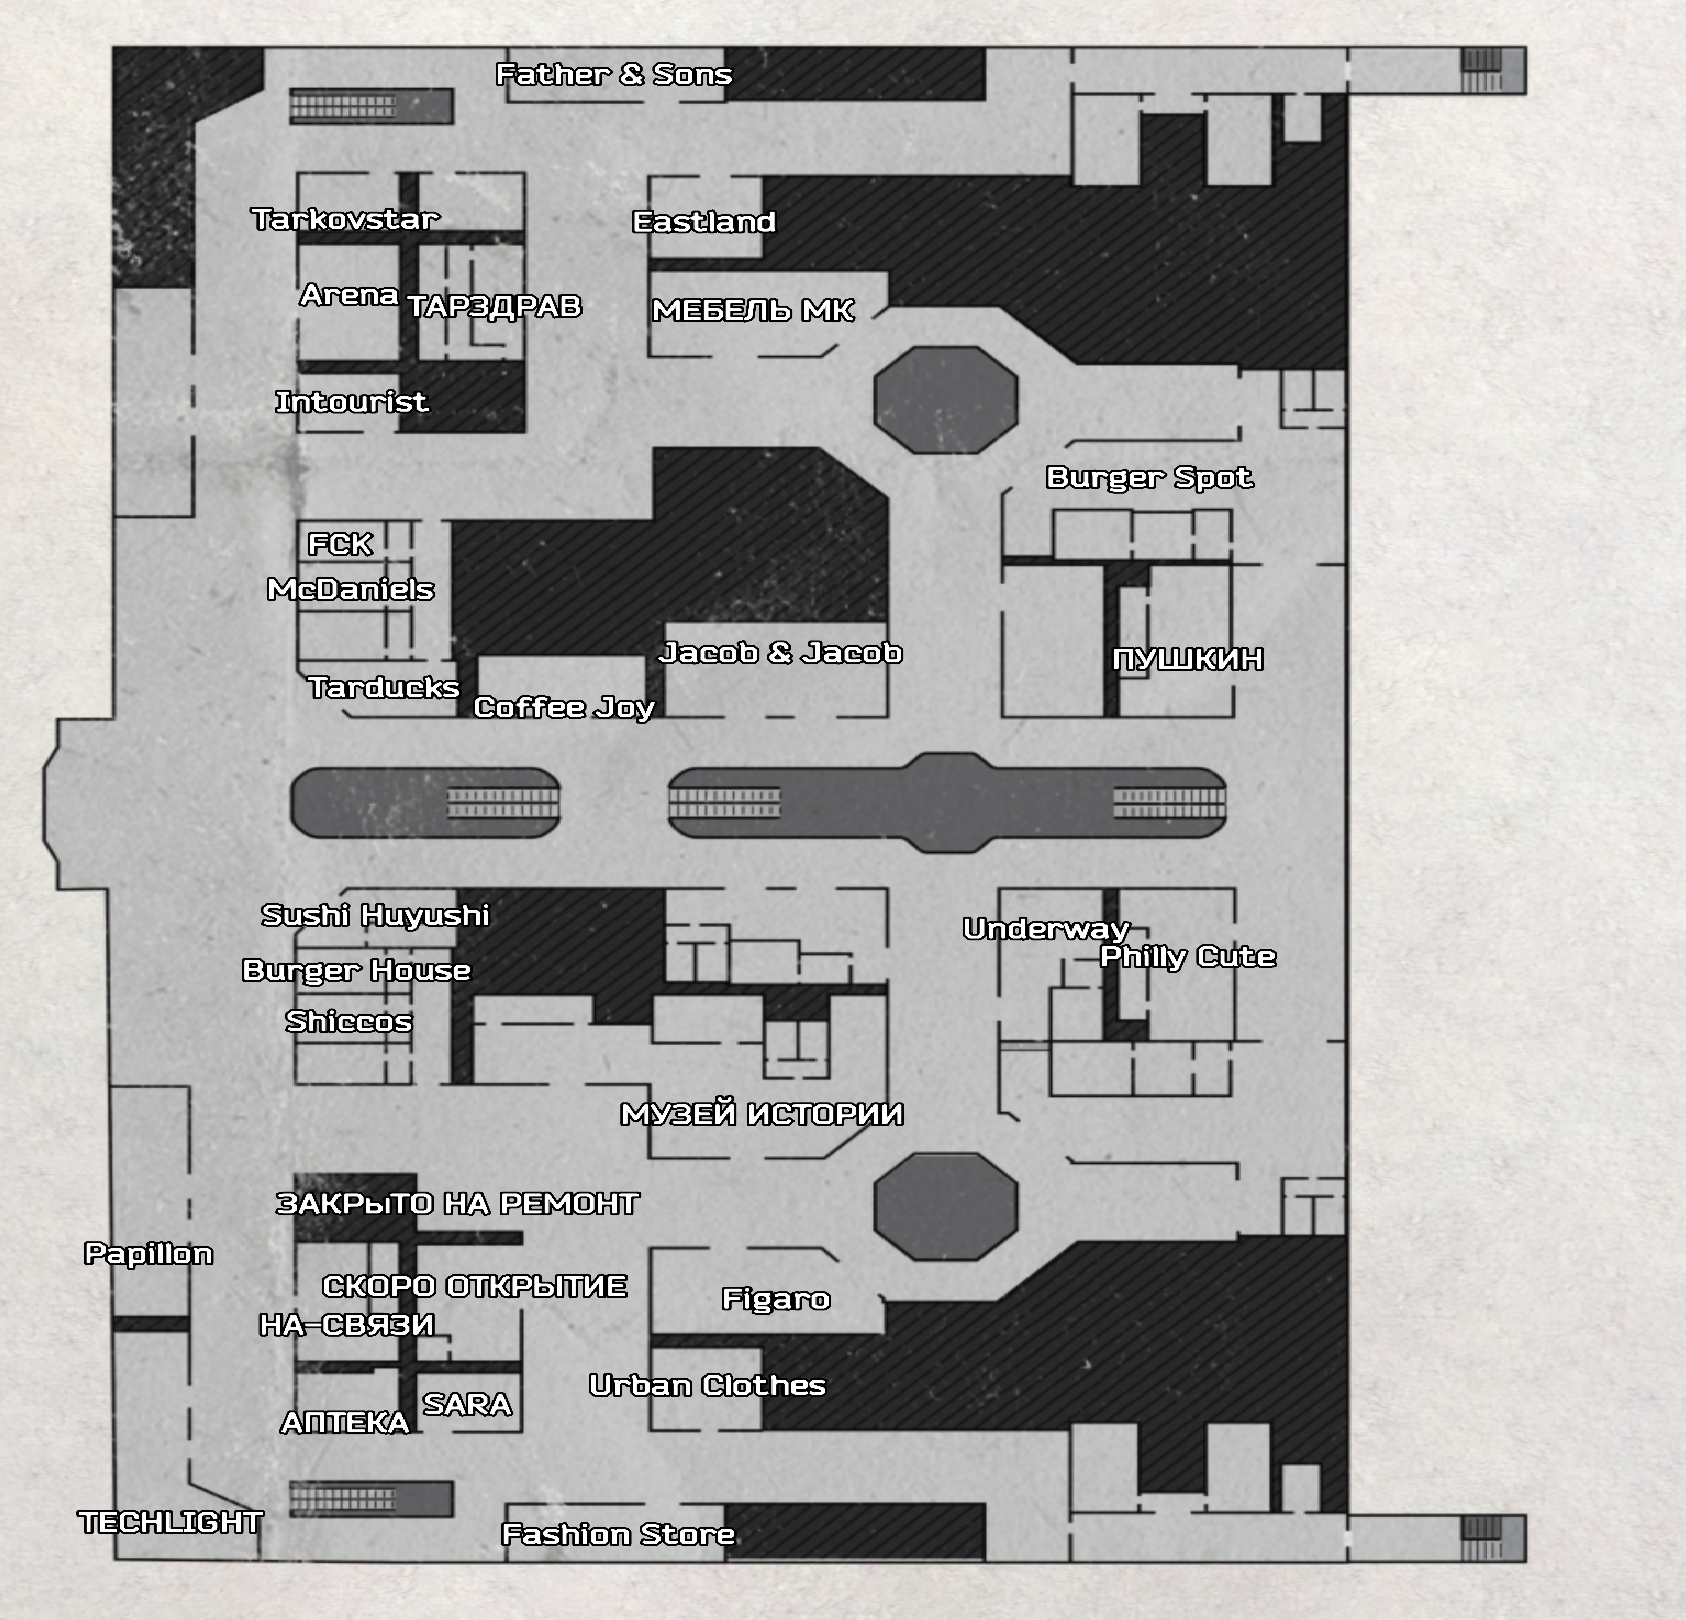 Father & Sons
Tarkovstar
Eastland
Arena
ТАРЗДРАВ
МЕБЕЛЬ МК
Intourist
Burger Spot
FCK
McDaniels
Jacob & Jacob
ПУШКИН
Tarducks
Coffee Joy
Sushi Huyushi
Underway
Philly Cute
Burger House
Shiccos
МУЗЕЙ ИСТОРИИ
ЗАКРЫТО НА РЕМОНТ
Papillon
СКОРО ОТКРЫТИЕ
Figaro
НА-СВЯЗИ
Urban Clothes
SARA
АПТЕКА
TECHLIGHT
Fashion Store